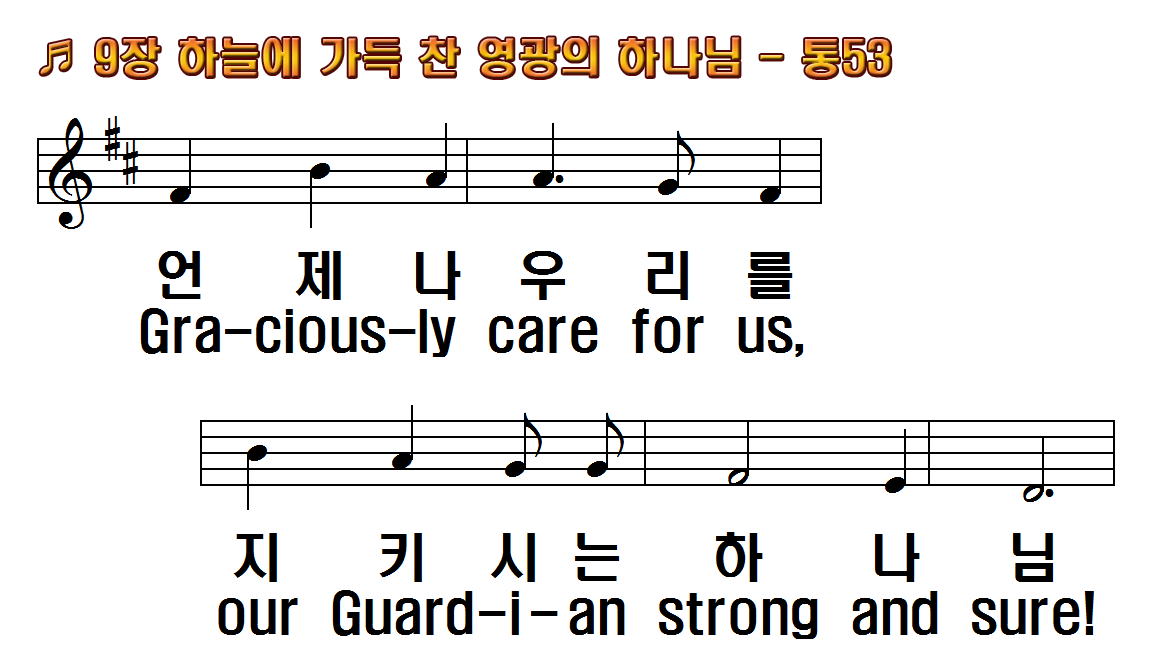 ♬ 9장 하늘에 가득 찬 영광의 하나님 - 통53
언 제 나 우 리 를
Gra-cious-ly care for us,
지 키 시 는 하 나 님
our Guard-i-an strong and sure!